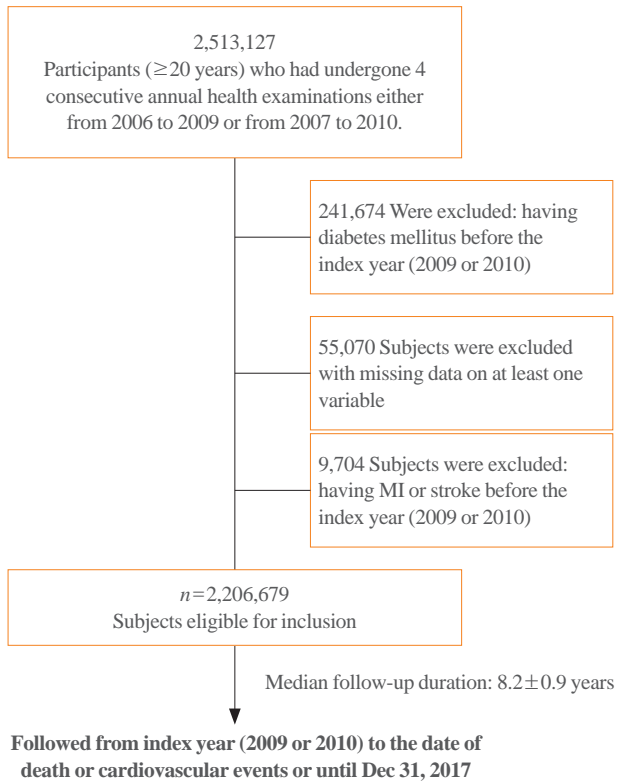 2,513,127
Participants (≥20 years) who had undergone 4
consecutive annual health examinations either
from 2006 to 2009 or from 2007 to 2010.
241,674 Were excluded: having
diabetes mellitus before the
index year (2009 or 2010)
55,070 Subjects were excluded
with missing data on at least one
variable
9,704 Subjects were excluded:
having MI or stroke before the
index year (2009 or 2010)
n=2,206,679
Subjects eligible for inclusion
Median follow-up duration: 8.2±0.9 years
Followed from index year (2009 or 2010) to the date of
death or cardiovascular events or until Dec 31, 2017